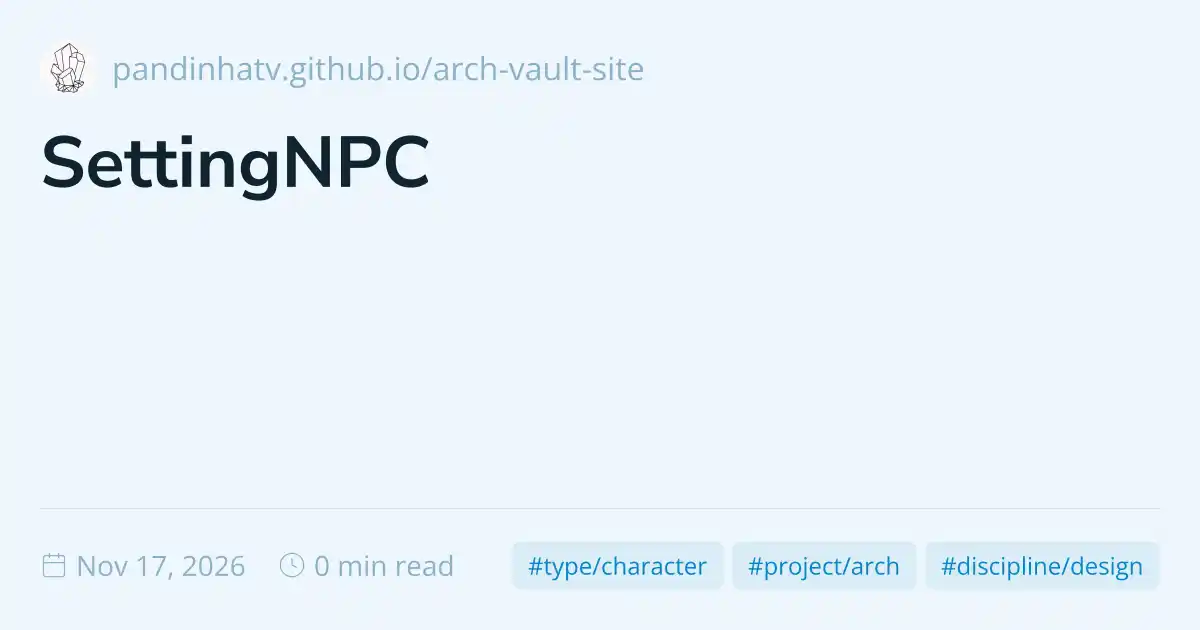 pandinhatv.github.io/arch-vault-site
SettingNPC
Nov 17, 2026 0 min read #type/character #project/arch #discipline/design